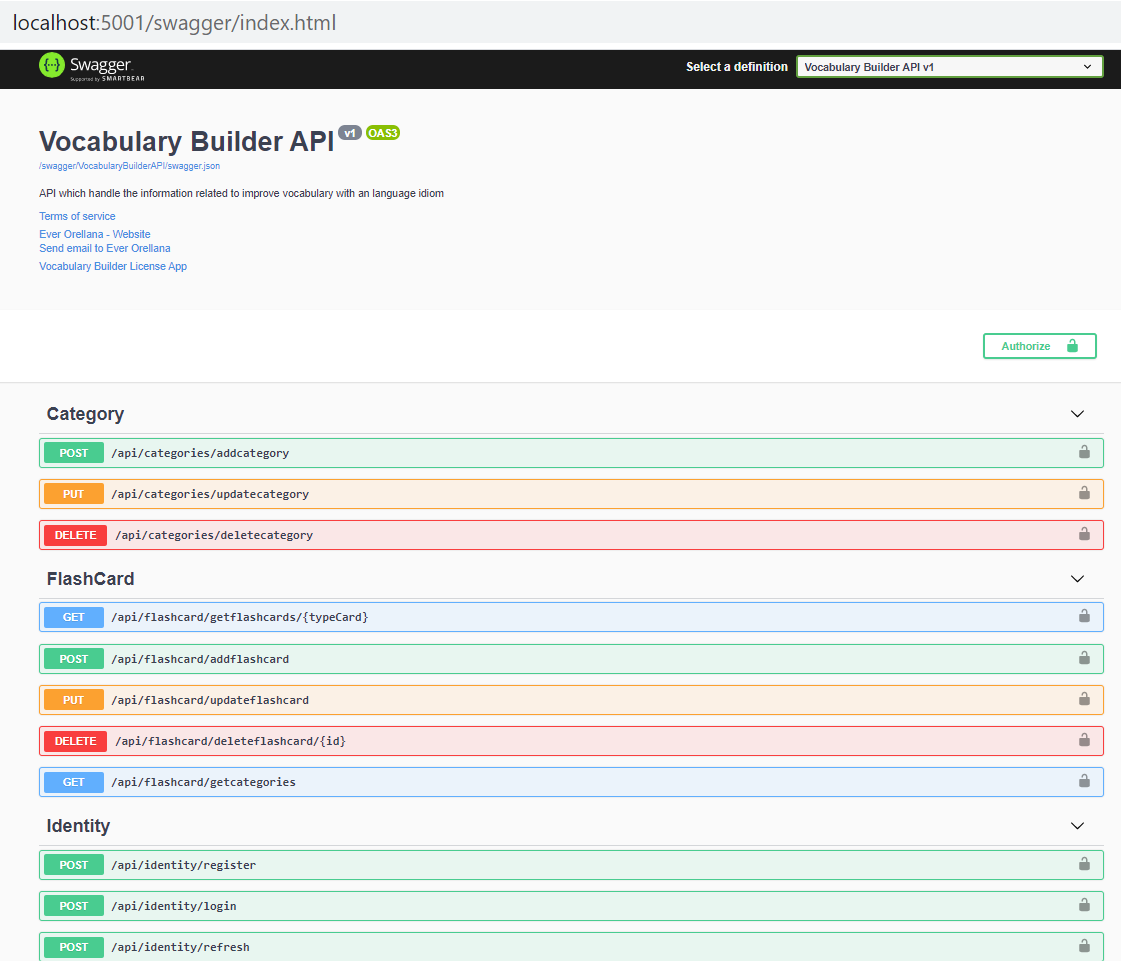 localhost:5001/swagger/index.html
Swagger
Supported by SMARTBEAR
Select a definition
Vocabulary Builder API v1
Vocabulary Builder API v1 OAS3
/swagger/VocabularyBuilderAPI/swagger.json
API which handle the information related to improve vocabulary with an language idiom
Terms of service
Ever Orellana - Website
Send email to Ever Orellana
Vocabulary Builder License App
Authorize
Category
POST /api/categories/addcategory
PUT /api/categories/updatecategory
DELETE /api/categories/deletecategory
FlashCard
GET /api/flashcard/getflashcards/{typeCard}
POST /api/flashcard/addflashcard
PUT /api/flashcard/updateflashcard
DELETE /api/flashcard/deleteflashcard/{id}
GET /api/flashcard/getcategories
Identity
POST /api/identity/register
POST /api/identity/login
POST /api/identity/refresh